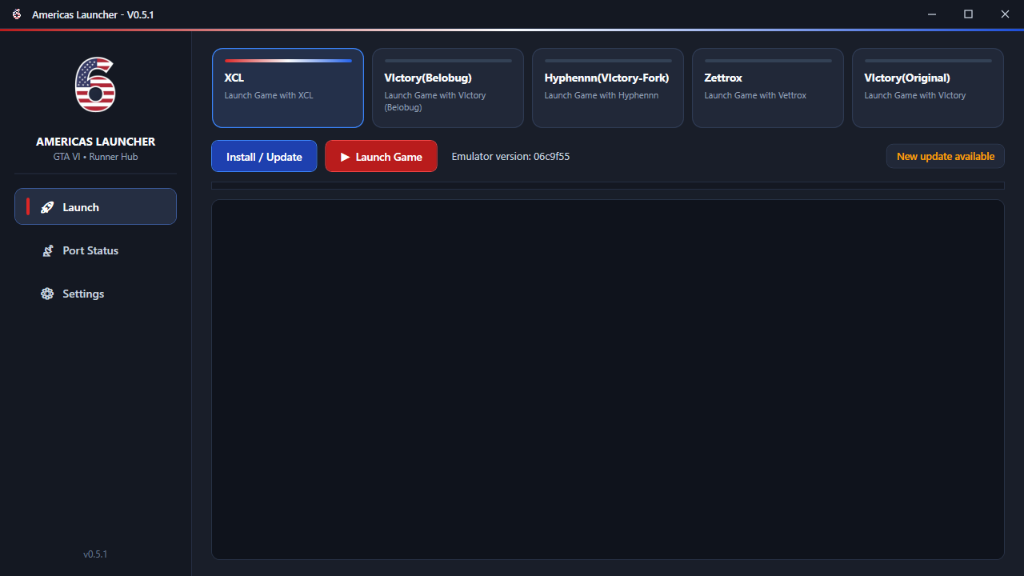 Americas Launcher - V0.5.1
6
AMERICAS LAUNCHER
GTA VI • Runner Hub
Launch
Port Status
Settings
v0.5.1
XCL
Launch Game with XCL
VIctory(Belobug)
Launch Game with VIctory
(Belobug)
Hyphennn(VIctory-Fork)
Launch Game with Hyphennn
Zettrox
Launch Game with Vettrox
VIctory(Original)
Launch Game with VIctory
Install / Update
Launch Game
Emulator version: 06c9f55
New update available